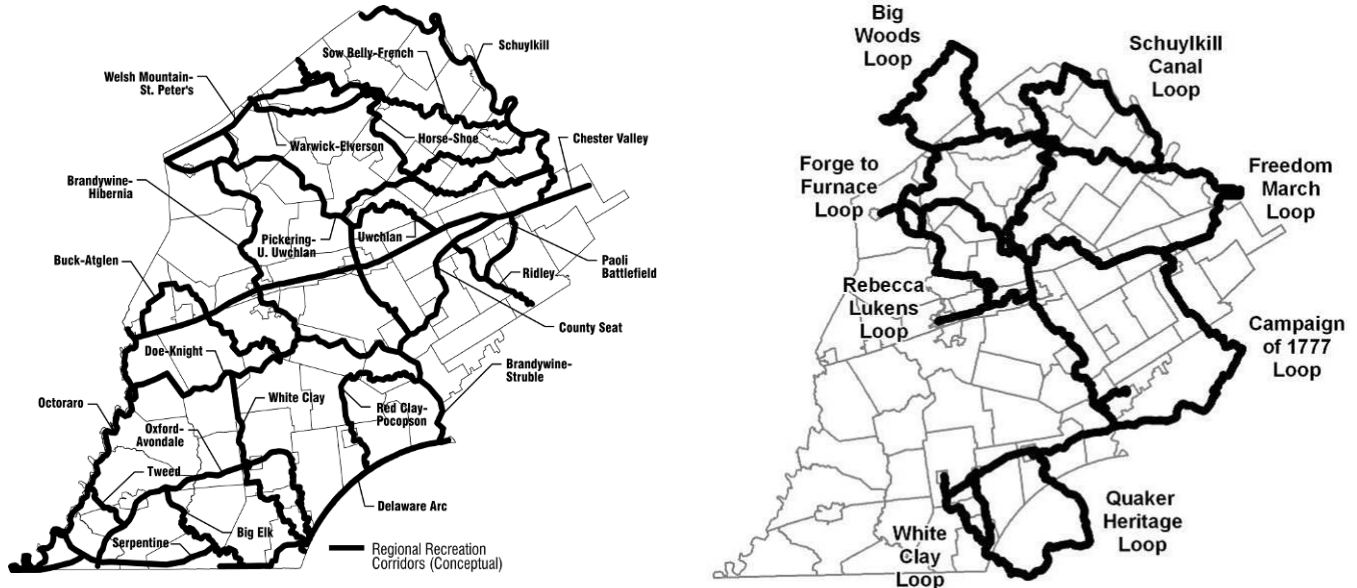 Schuylkill
Sow Belly-French
Welsh Mountain-
St. Peter's
Warwick-Elverson
Horse-Shoe
Chester Valley
Brandywine-
Hibernia
Pickering-
U. Uwchlan
Uwchlan
Paoli
Battlefield
Buck-Atglen
Ridley
County Seat
Doe-Knight
Brandywine-
Struble
White Clay
Red Clay-
Pocopson
Octoraro
Oxford-
Avondale
Tweed
Delaware Arc
Big Elk
Serpentine
Regional Recreation
Corridors (Conceptual)
Big
Woods
Loop
Schuylkill
Canal
Loop
Forge to
Furnace
Loop
Freedom
March
Loop
Rebecca
Lukens
Loop
Campaign
of 1777
Loop
Quaker
Heritage
Loop
White
Clay
Loop